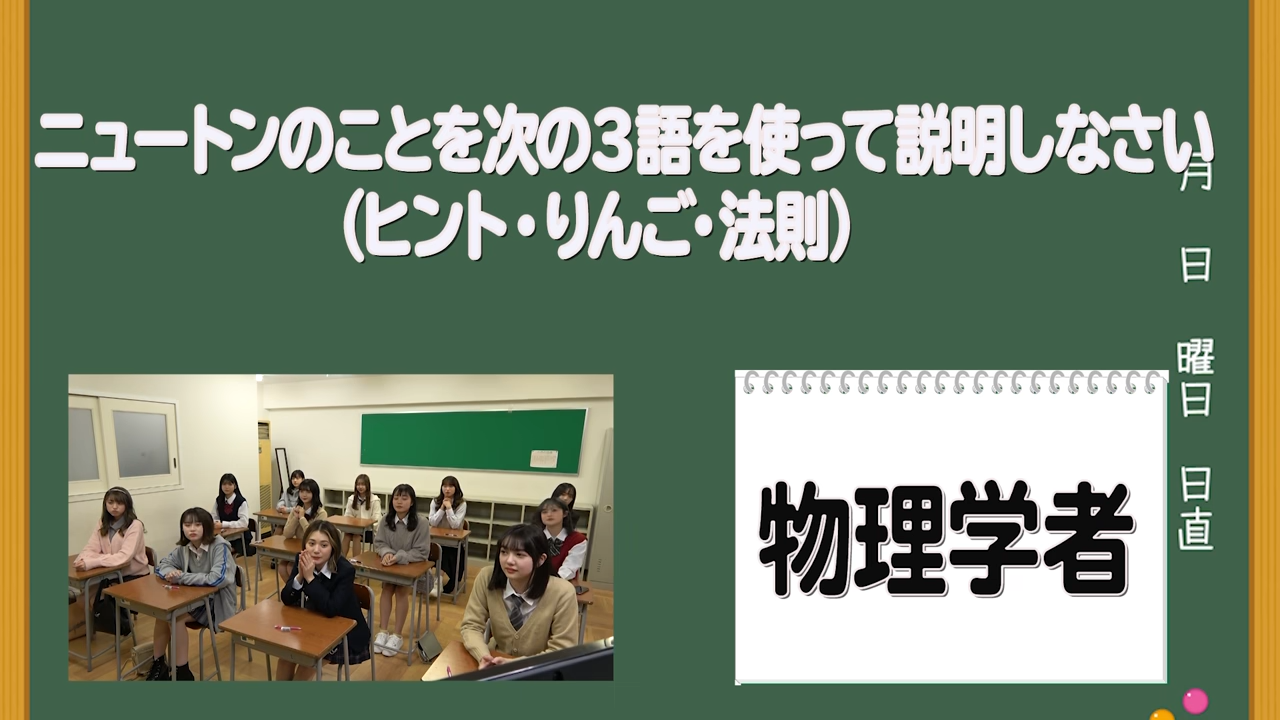 ニュートンのことを次の3語を使って説明しなさい
（ヒント・りんご・法則）
物理学者
月
日
曜
日
日
直